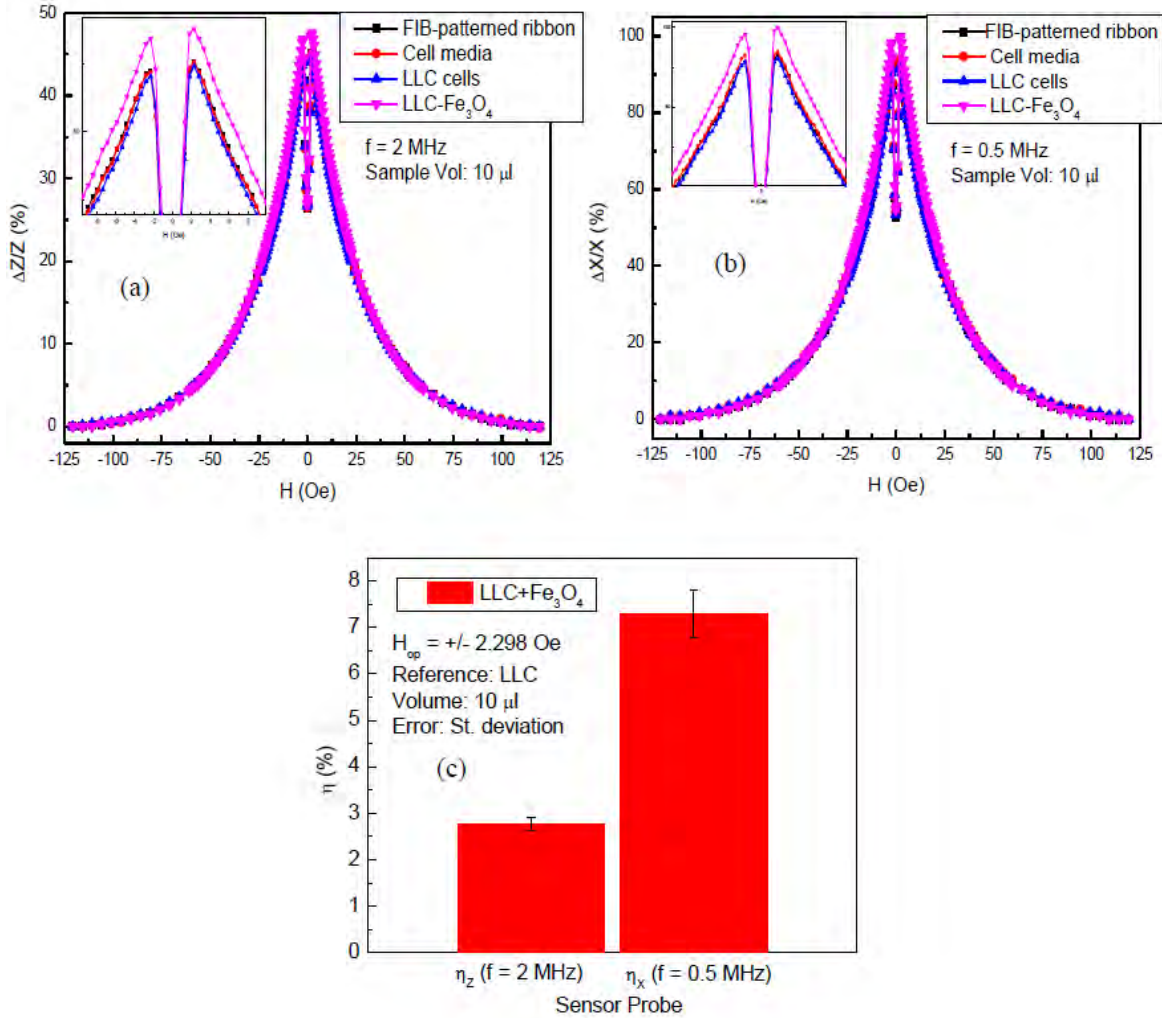 50
40
30
20
10
0
ΔZ/Z (%)
-125 -100 -75 -50 -25 0 25 50 75 100 125
H (Oe)
FIB-patterned ribbon
Cell media
LLC cells
LLC-Fe₃O₄
f = 2 MHz
Sample Vol: 10 μl
H (Oe)
(a)
100
80
60
40
20
0
ΔX/X (%)
-125 -100 -75 -50 -25 0 25 50 75 100 125
H (Oe)
FIB-patterned ribbon
Cell media
LLC cells
LLC-Fe₃O₄
f = 0.5 MHz
Sample Vol: 10 μl
H (Oe)
(b)
8
7
6
5
4
3
2
1
0
η (%)
LLC+Fe₃O₄
H_op = +/- 2.298 Oe
Reference: LLC
Volume: 10 μl
Error: St. deviation
(c)
η_Z (f = 2 MHz) η_X (f = 0.5 MHz)
Sensor Probe